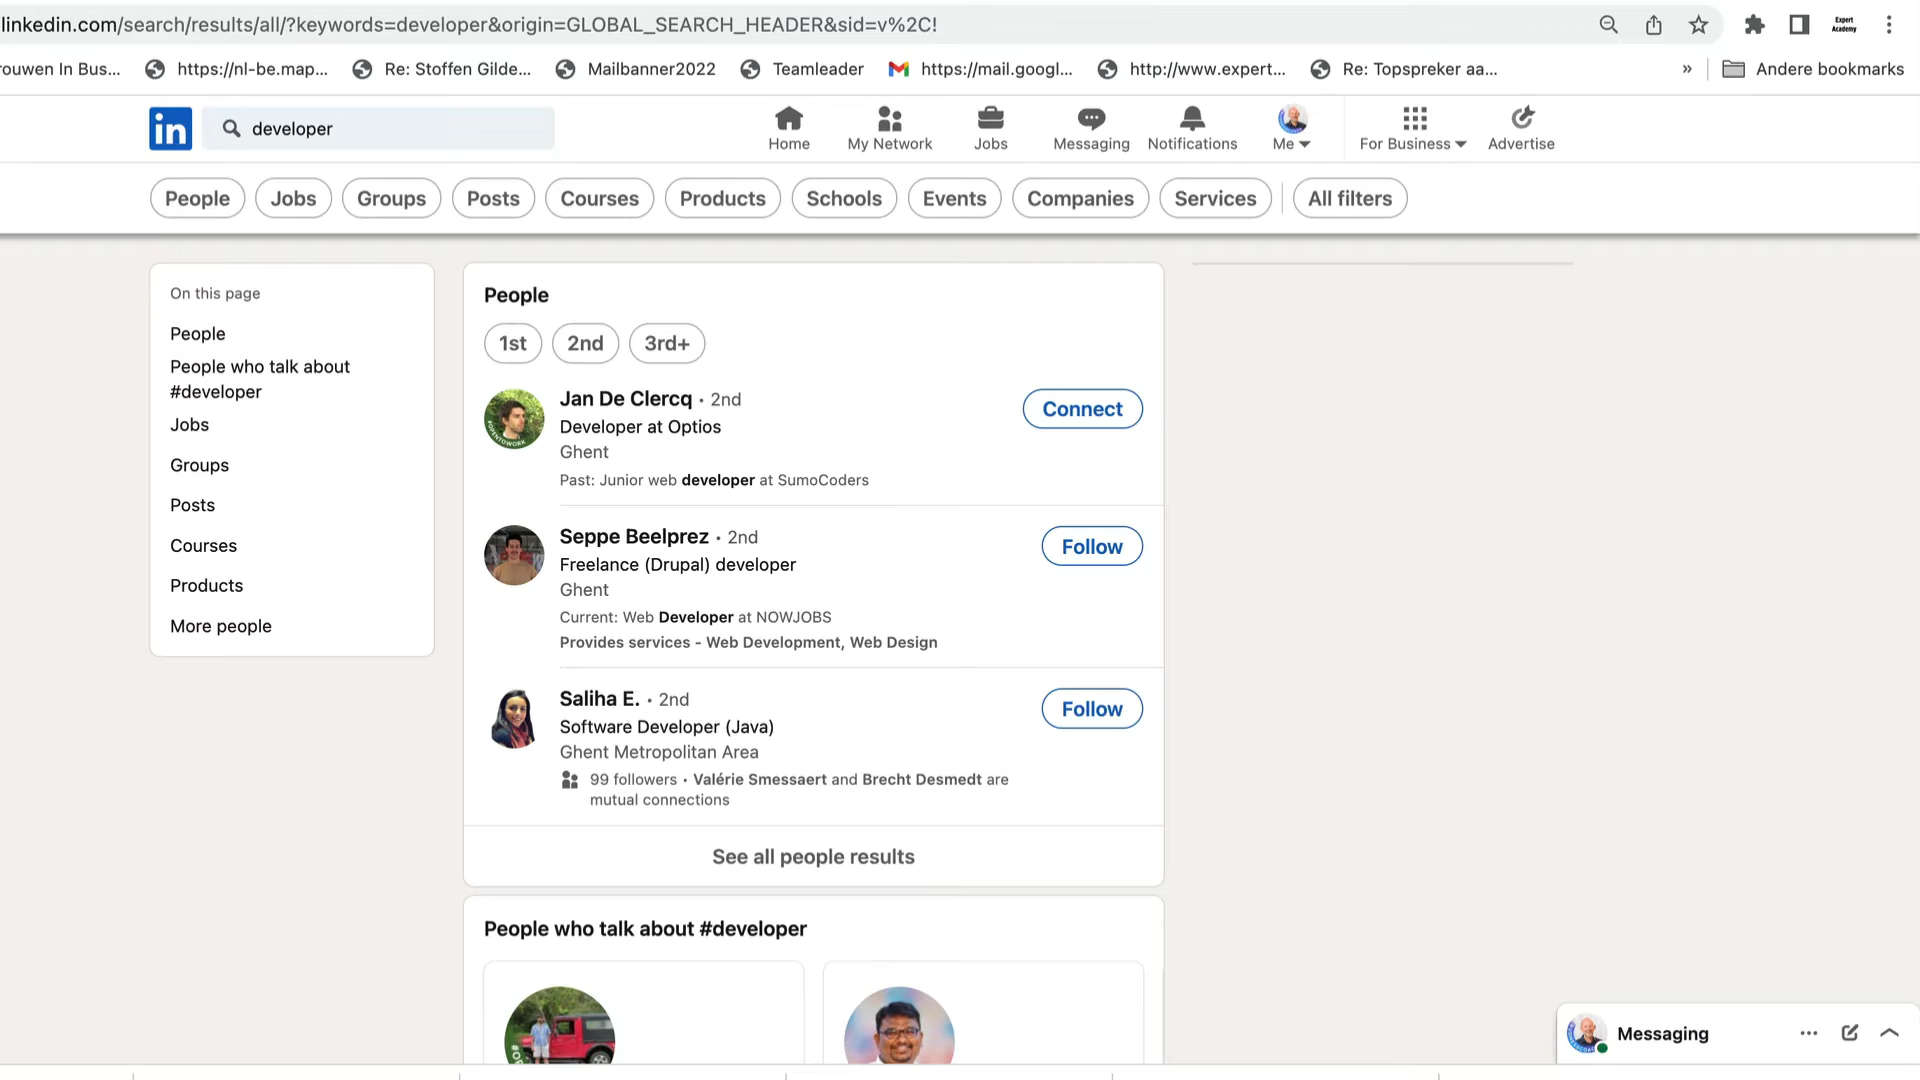 linkedin.com/search/results/all/?keywords=developer&origin=GLOBAL_SEARCH_HEADER&sid=v%2C!
Expert Academy
rouwen In Bus...
https://nl-be.map...
Re: Stoffen Gilde...
Mailbanner2022
Teamleader
https://mail.googl...
http://www.expert...
Re: Topspreker aa...
»
Andere bookmarks
in
developer
Home
My Network
Jobs
Messaging
Notifications
Me
For Business
Advertise
People
Jobs
Groups
Posts
Courses
Products
Schools
Events
Companies
Services
All filters
On this page
People
People who talk about
#developer
Jobs
Groups
Posts
Courses
Products
More people
People
1st
2nd
3rd+
Jan De Clercq • 2nd
Developer at Optios
Ghent
Past: Junior web developer at SumoCoders
Connect
#OPENTOWORK
Seppe Beelprez • 2nd
Freelance (Drupal) developer
Ghent
Current: Web Developer at NOWJOBS
Provides services - Web Development, Web Design
Follow
Saliha E. • 2nd
Software Developer (Java)
Ghent Metropolitan Area
99 followers • Valérie Smessaert and Brecht Desmedt are
mutual connections
Follow
See all people results
People who talk about #developer
Messaging